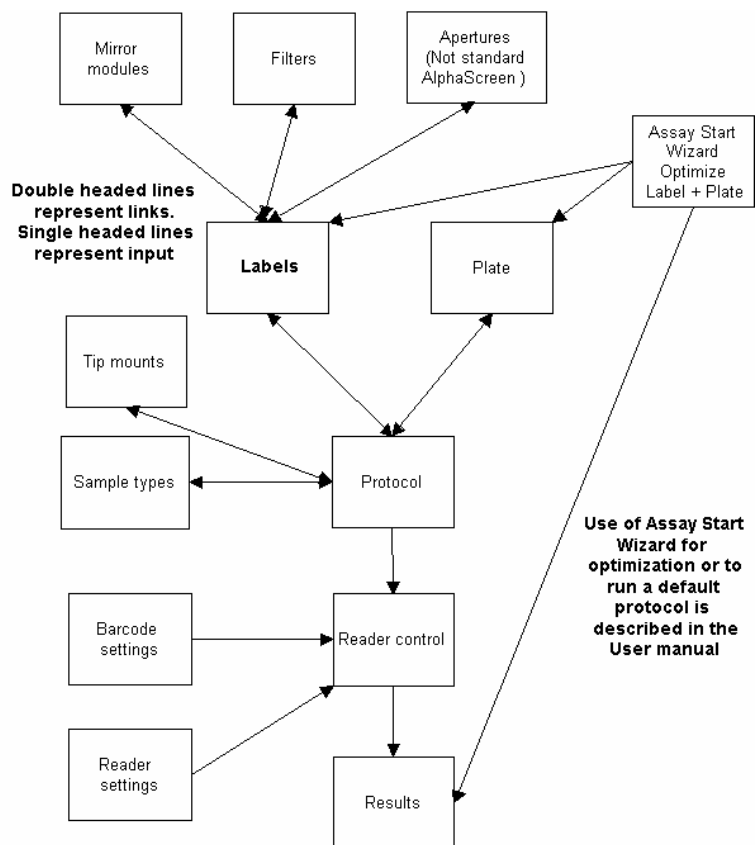 Mirror
modules
Filters
Apertures
(Not standard
AlphaScreen )
Assay Start
Wizard
Optimize
Label + Plate
Double headed lines
represent links.
Single headed lines
represent input
Labels
Plate
Tip mounts
Sample types
Protocol
Use of Assay Start
Wizard for
optimization or to
run a default
protocol is
described in the
User manual
Barcode
settings
Reader control
Reader
settings
Results